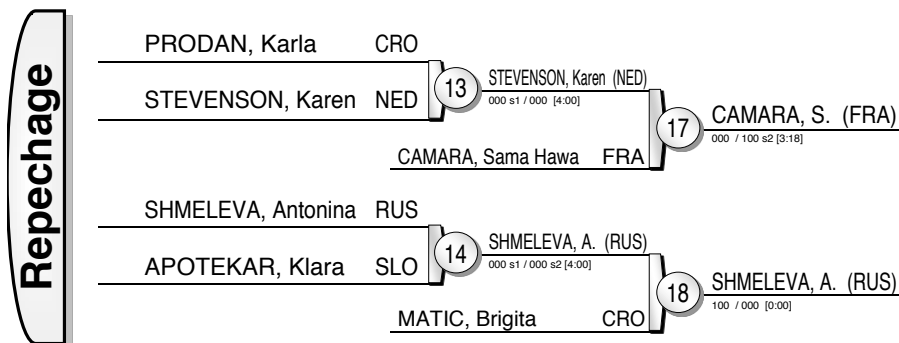 Repechage
PRODAN, Karla CRO
STEVENSON, Karen NED
13
STEVENSON, Karen (NED)
000 s1 / 000 [4:00]
CAMARA, Sama Hawa FRA
17
CAMARA, S. (FRA)
000 / 100 s2 [3:18]
SHMELEVA, Antonina RUS
APOTEKAR, Klara SLO
14
SHMELEVA, A. (RUS)
000 s1 / 000 s2 [4:00]
MATIC, Brigita CRO
18
SHMELEVA, A. (RUS)
100 / 000 [0:00]